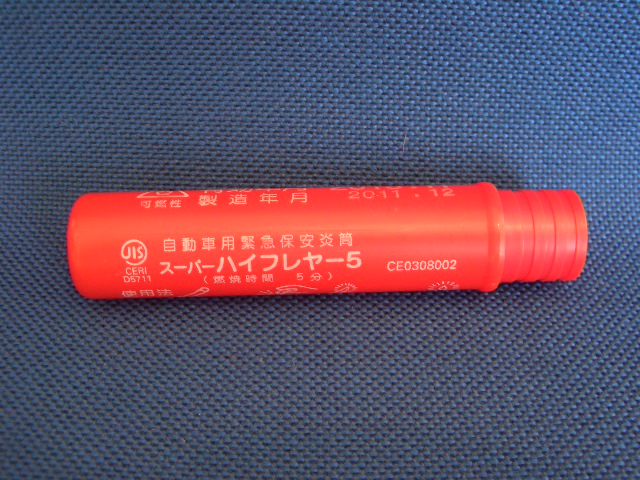 可燃性
製造年月
2011.12
JIS
CERI
D5711
自動車用緊急保安炎筒
スーパーハイフレヤー5
(燃焼時間 5分)
CE0308002
使用法